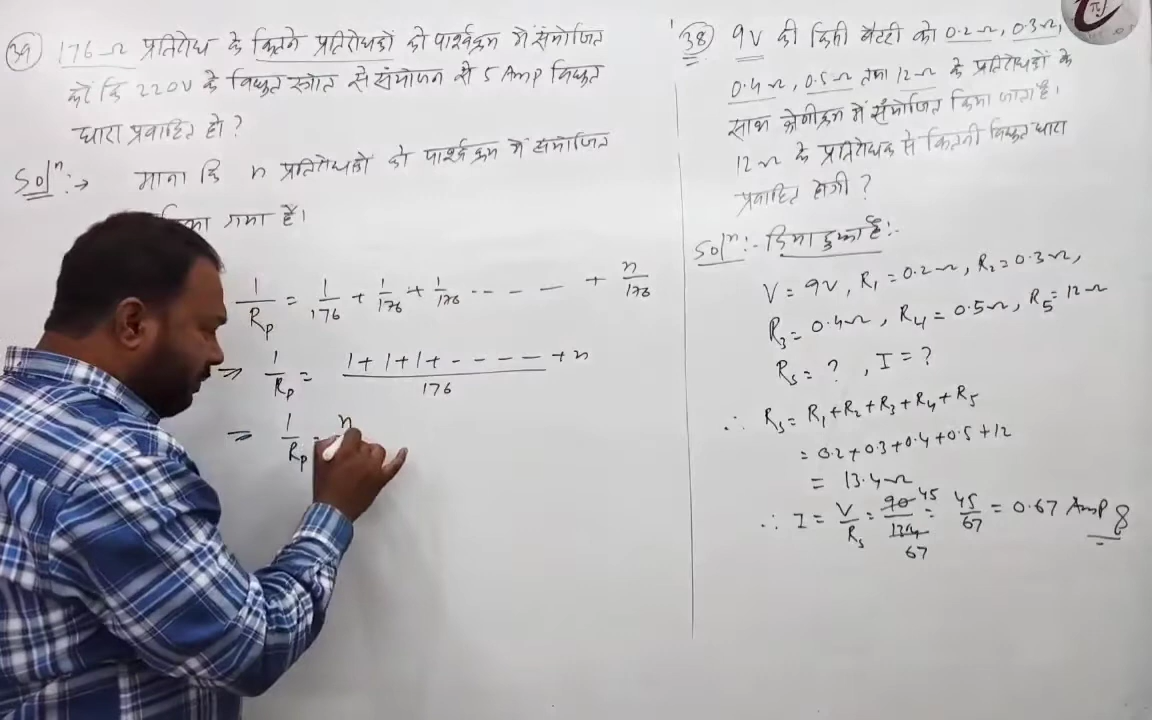 39) 176 Ω प्रतिरोध के कितने प्रतिरोधकों को पार्श्वक्रम में संयोजित
करें कि 220V के विद्युत स्रोत से संयोजन से 5 Amp विद्युत
धारा प्रवाहित हो ?
Solⁿ :→ माना कि n प्रतिरोधकों को पार्श्वक्रम में संयोजित
किया गया है।
1/Rp = 1/176 + 1/176 + 1/176 - - - - - + n/176
⇒ 1/Rp = (1 + 1 + 1 + - - - - - + n)/176
= 1/Rp = n
38) 9V की किसी बैटरी को 0.2Ω, 0.3Ω,
0.4Ω, 0.5Ω तथा 12Ω के प्रतिरोधकों के
साथ श्रेणीक्रम में संयोजित किया जाता है।
12Ω के प्रतिरोधक से कितनी विद्युत धारा
प्रवाहित होगी ?
Solⁿ :- दिया हुआ है :-
V = 9V, R₁ = 0.2Ω, R₂ = 0.3Ω,
R₃ = 0.4Ω, R₄ = 0.5Ω, R₅ = 12Ω
Rs = ? , I = ?
∴ Rs = R₁ + R₂ + R₃ + R₄ + R₅
= 0.2 + 0.3 + 0.4 + 0.5 + 12
= 13.4Ω
∴ I = V/Rs = 90/134 45/67 = 45/67 = 0.67 Amp